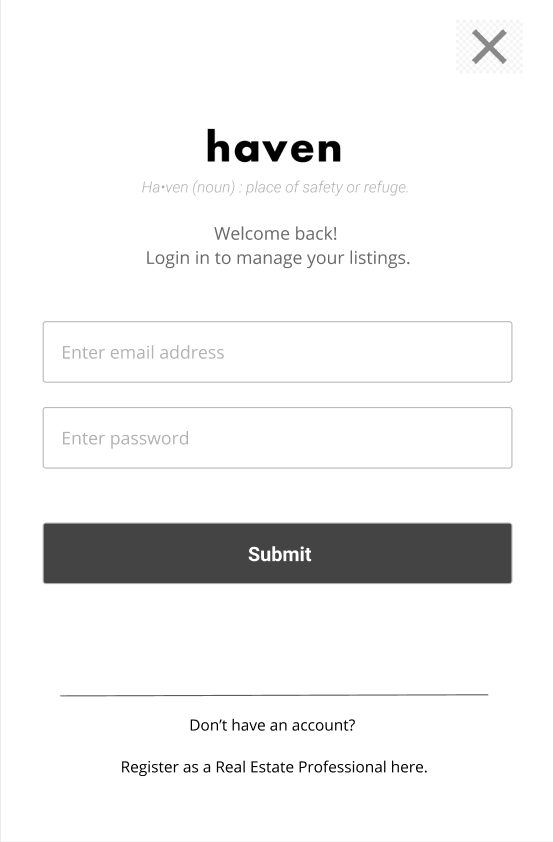 haven
Ha•ven (noun) : place of safety or refuge.
Welcome back!
Login in to manage your listings.
Enter email address
Enter password
Submit
Don’t have an account?
Register as a Real Estate Professional here.